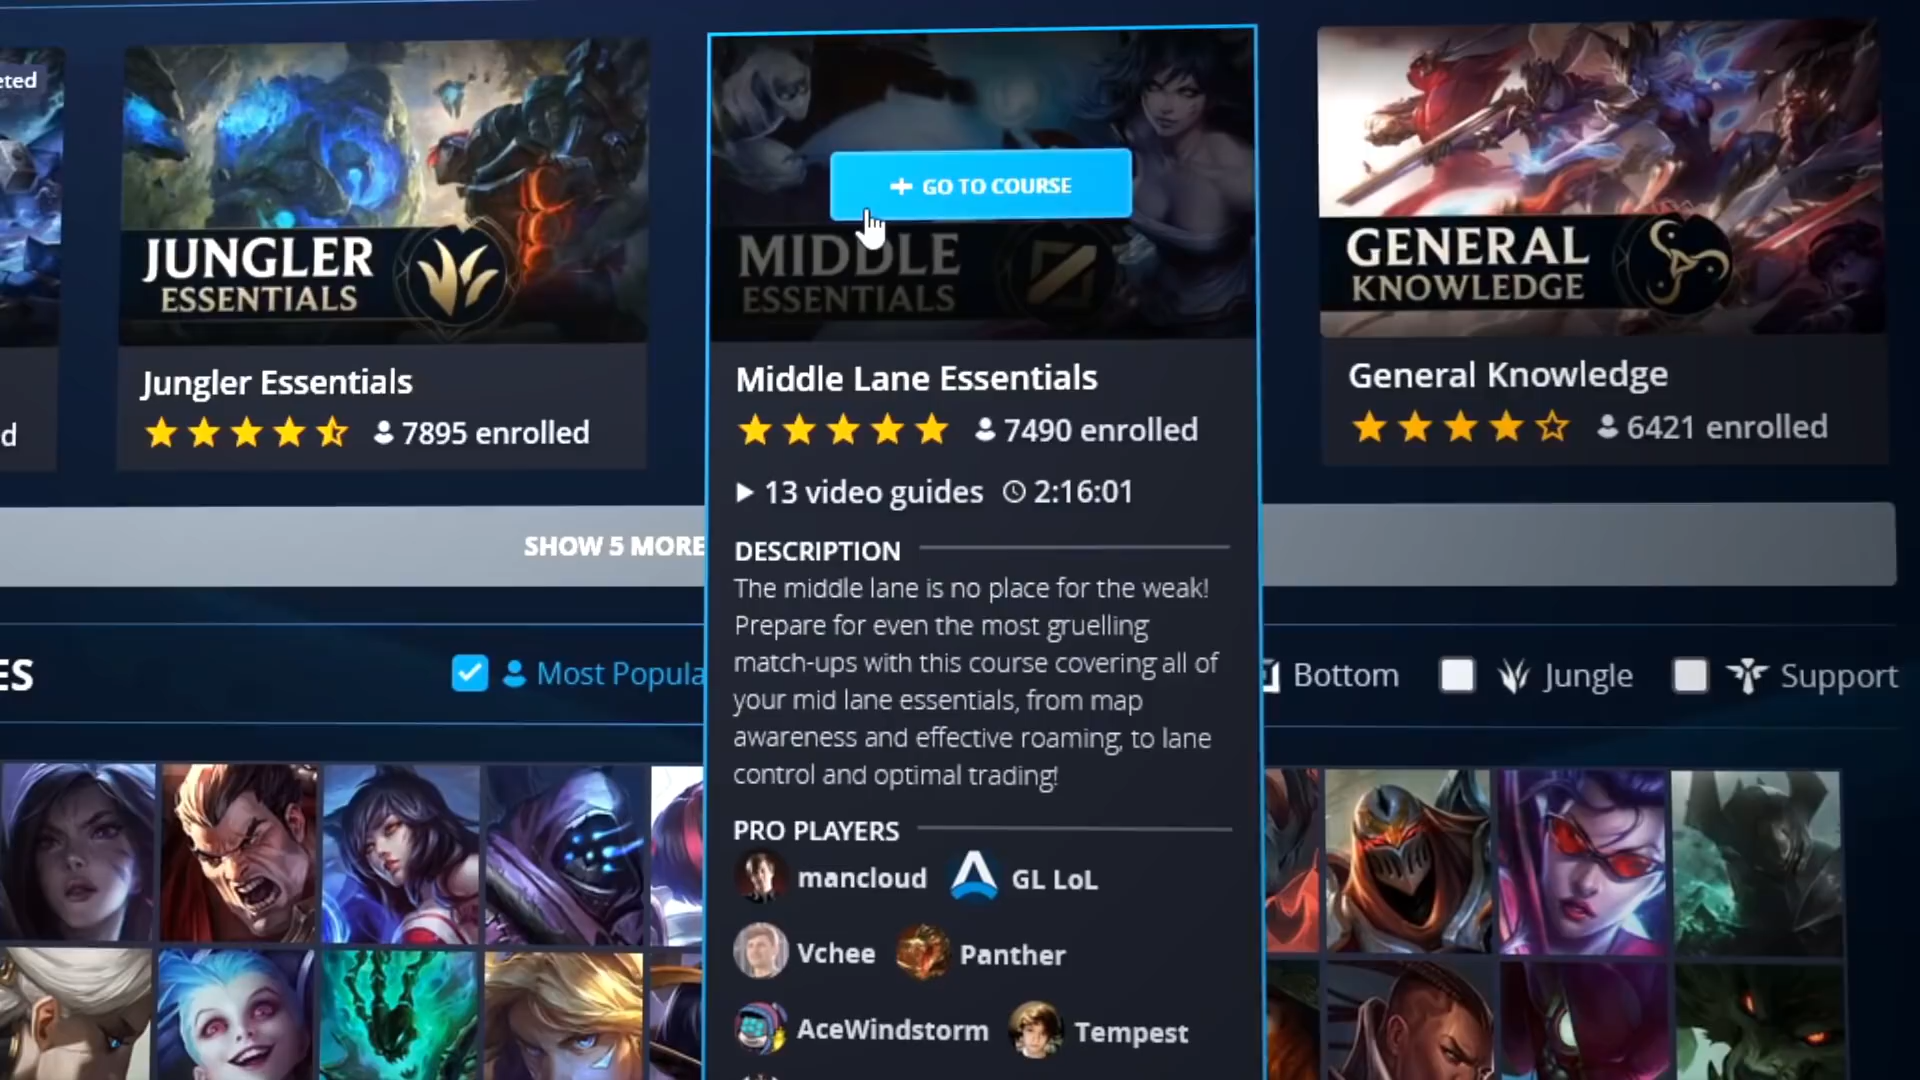 eted
JUNGLER
ESSENTIALS
Jungler Essentials
7895 enrolled
d
GO TO COURSE
MIDDLE
ESSENTIALS
Middle Lane Essentials
7490 enrolled
13 video guides 2:16:01
DESCRIPTION
The middle lane is no place for the weak!
Prepare for even the most gruelling
match-ups with this course covering all of
your mid lane essentials, from map
awareness and effective roaming, to lane
control and optimal trading!
PRO PLAYERS
mancloud GL LoL
Vchee Panther
AceWindstorm Tempest
GENERAL
KNOWLEDGE
General Knowledge
6421 enrolled
SHOW 5 MORE
ES
Most Popula
Bottom Jungle Support